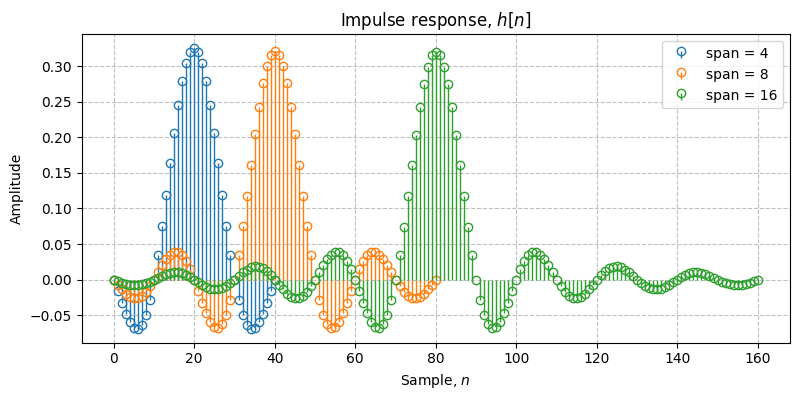 Impulse response, h[n]
span = 4
span = 8
span = 16
Amplitude
0.30
0.25
0.20
0.15
0.10
0.05
0.00
−0.05
0 20 40 60 80 100 120 140 160
Sample, n